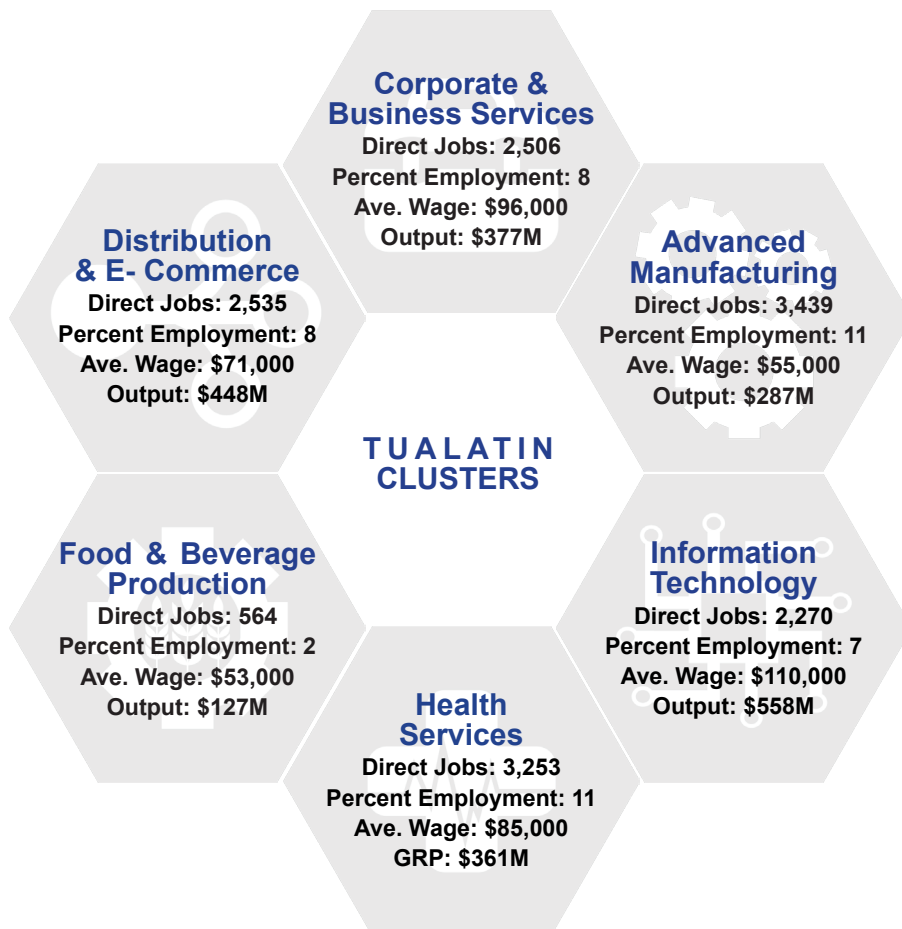 Corporate &
Business Services
Direct Jobs: 2,506
Percent Employment: 8
Ave. Wage: $96,000
Output: $377M
Distribution
& E- Commerce
Direct Jobs: 2,535
Percent Employment: 8
Ave. Wage: $71,000
Output: $448M
Advanced
Manufacturing
Direct Jobs: 3,439
Percent Employment: 11
Ave. Wage: $55,000
Output: $287M
TUALATIN
CLUSTERS
Food & Beverage
Production
Direct Jobs: 564
Percent Employment: 2
Ave. Wage: $53,000
Output: $127M
Information
Technology
Direct Jobs: 2,270
Percent Employment: 7
Ave. Wage: $110,000
Output: $558M
Health
Services
Direct Jobs: 3,253
Percent Employment: 11
Ave. Wage: $85,000
GRP: $361M